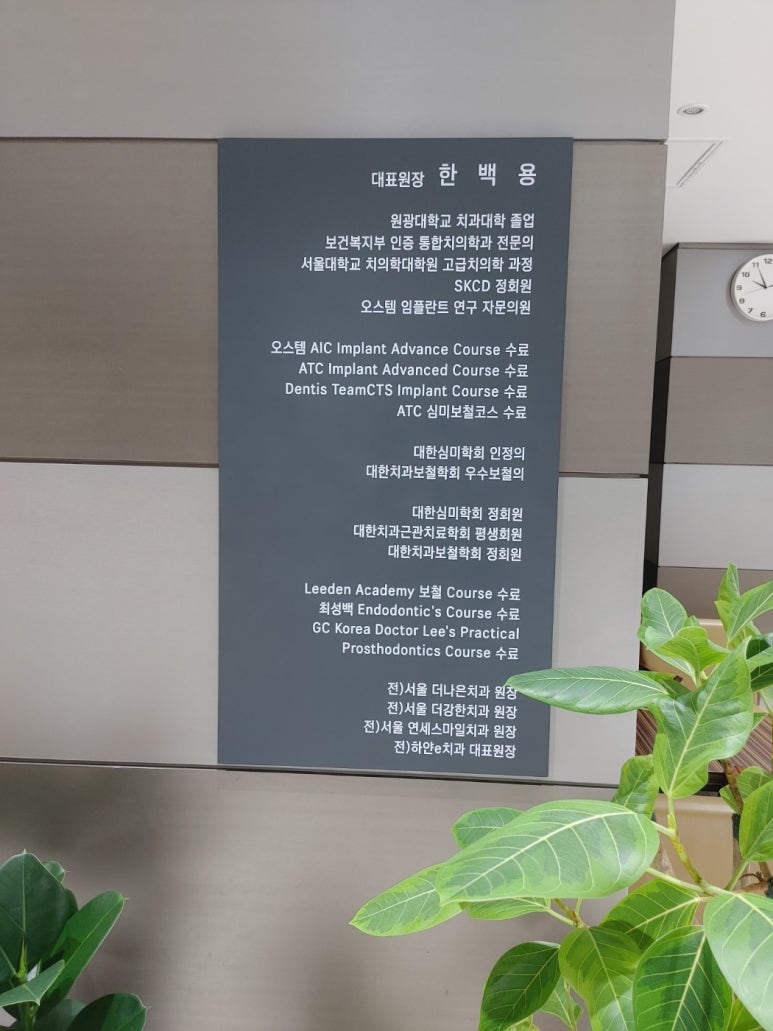 대표원장 한 백 용
원광대학교 치과대학 졸업
보건복지부 인증 통합치의학과 전문의
서울대학교 치의학대학원 고급치의학 과정
SKCD 정회원
오스템 임플란트 연구 자문의원
오스템 AIC Implant Advance Course 수료
ATC Implant Advanced Course 수료
Dentis TeamCTS Implant Course 수료
ATC 심미보철코스 수료
대한심미학회 인정의
대한치과보철학회 우수보철의
대한심미학회 정회원
대한치과근관치료학회 평생회원
대한치과보철학회 정회원
Leeden Academy 보철 Course 수료
최성백 Endodontic's Course 수료
GC Korea Doctor Lee's Practical
Prosthodontics Course 수료
전)서울 더나은치과 원장
전)서울 더강한치과 원장
전)서울 연세스마일치과 원장
전)하얀e치과 대표원장